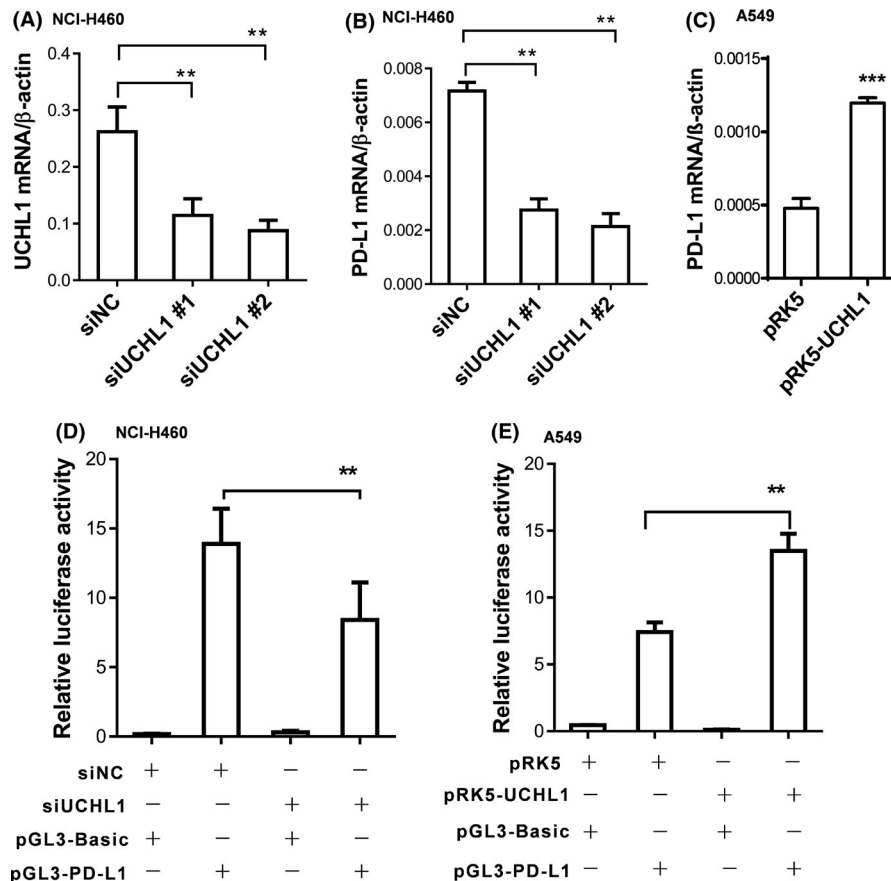 (A) NCI-H460
UCHL1 mRNA/β-actin
0.4
0.3
0.2
0.1
0.0
**
**
siNC
siUCHL1 #1
siUCHL1 #2
(B) NCI-H460
PD-L1 mRNA/β-actin
0.008
0.006
0.004
0.002
0.000
**
**
siNC
siUCHL1 #1
siUCHL1 #2
(C) A549
PD-L1 mRNA/ß-actin
0.0015
0.0010
0.0005
0.0000
***
pRK5
pRK5-UCHL1
(D) NCI-H460
Relative luciferase activity
20
15
10
5
0
**
siNC + + − −
siUCHL1 − − + +
pGL3-Basic + − + −
pGL3-PD-L1 − + − +
(E) A549
Relative luciferase activity
20
15
10
5
0
**
pRK5 + + − −
pRK5-UCHL1 − − + +
pGL3-Basic + − + −
pGL3-PD-L1 − + − +